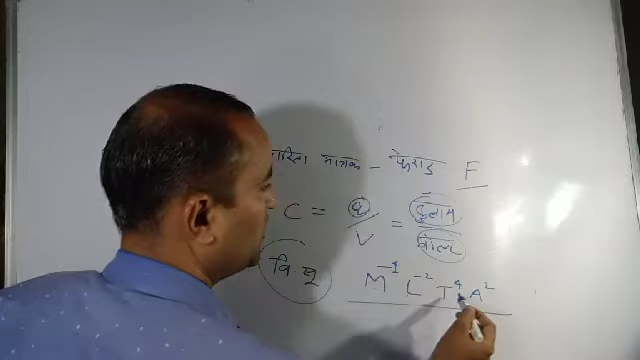 मात्रक - फेराड F
C = q/V = कुलाम/वोल्ट
वि. सू M⁻¹ L⁻² T⁴ A²